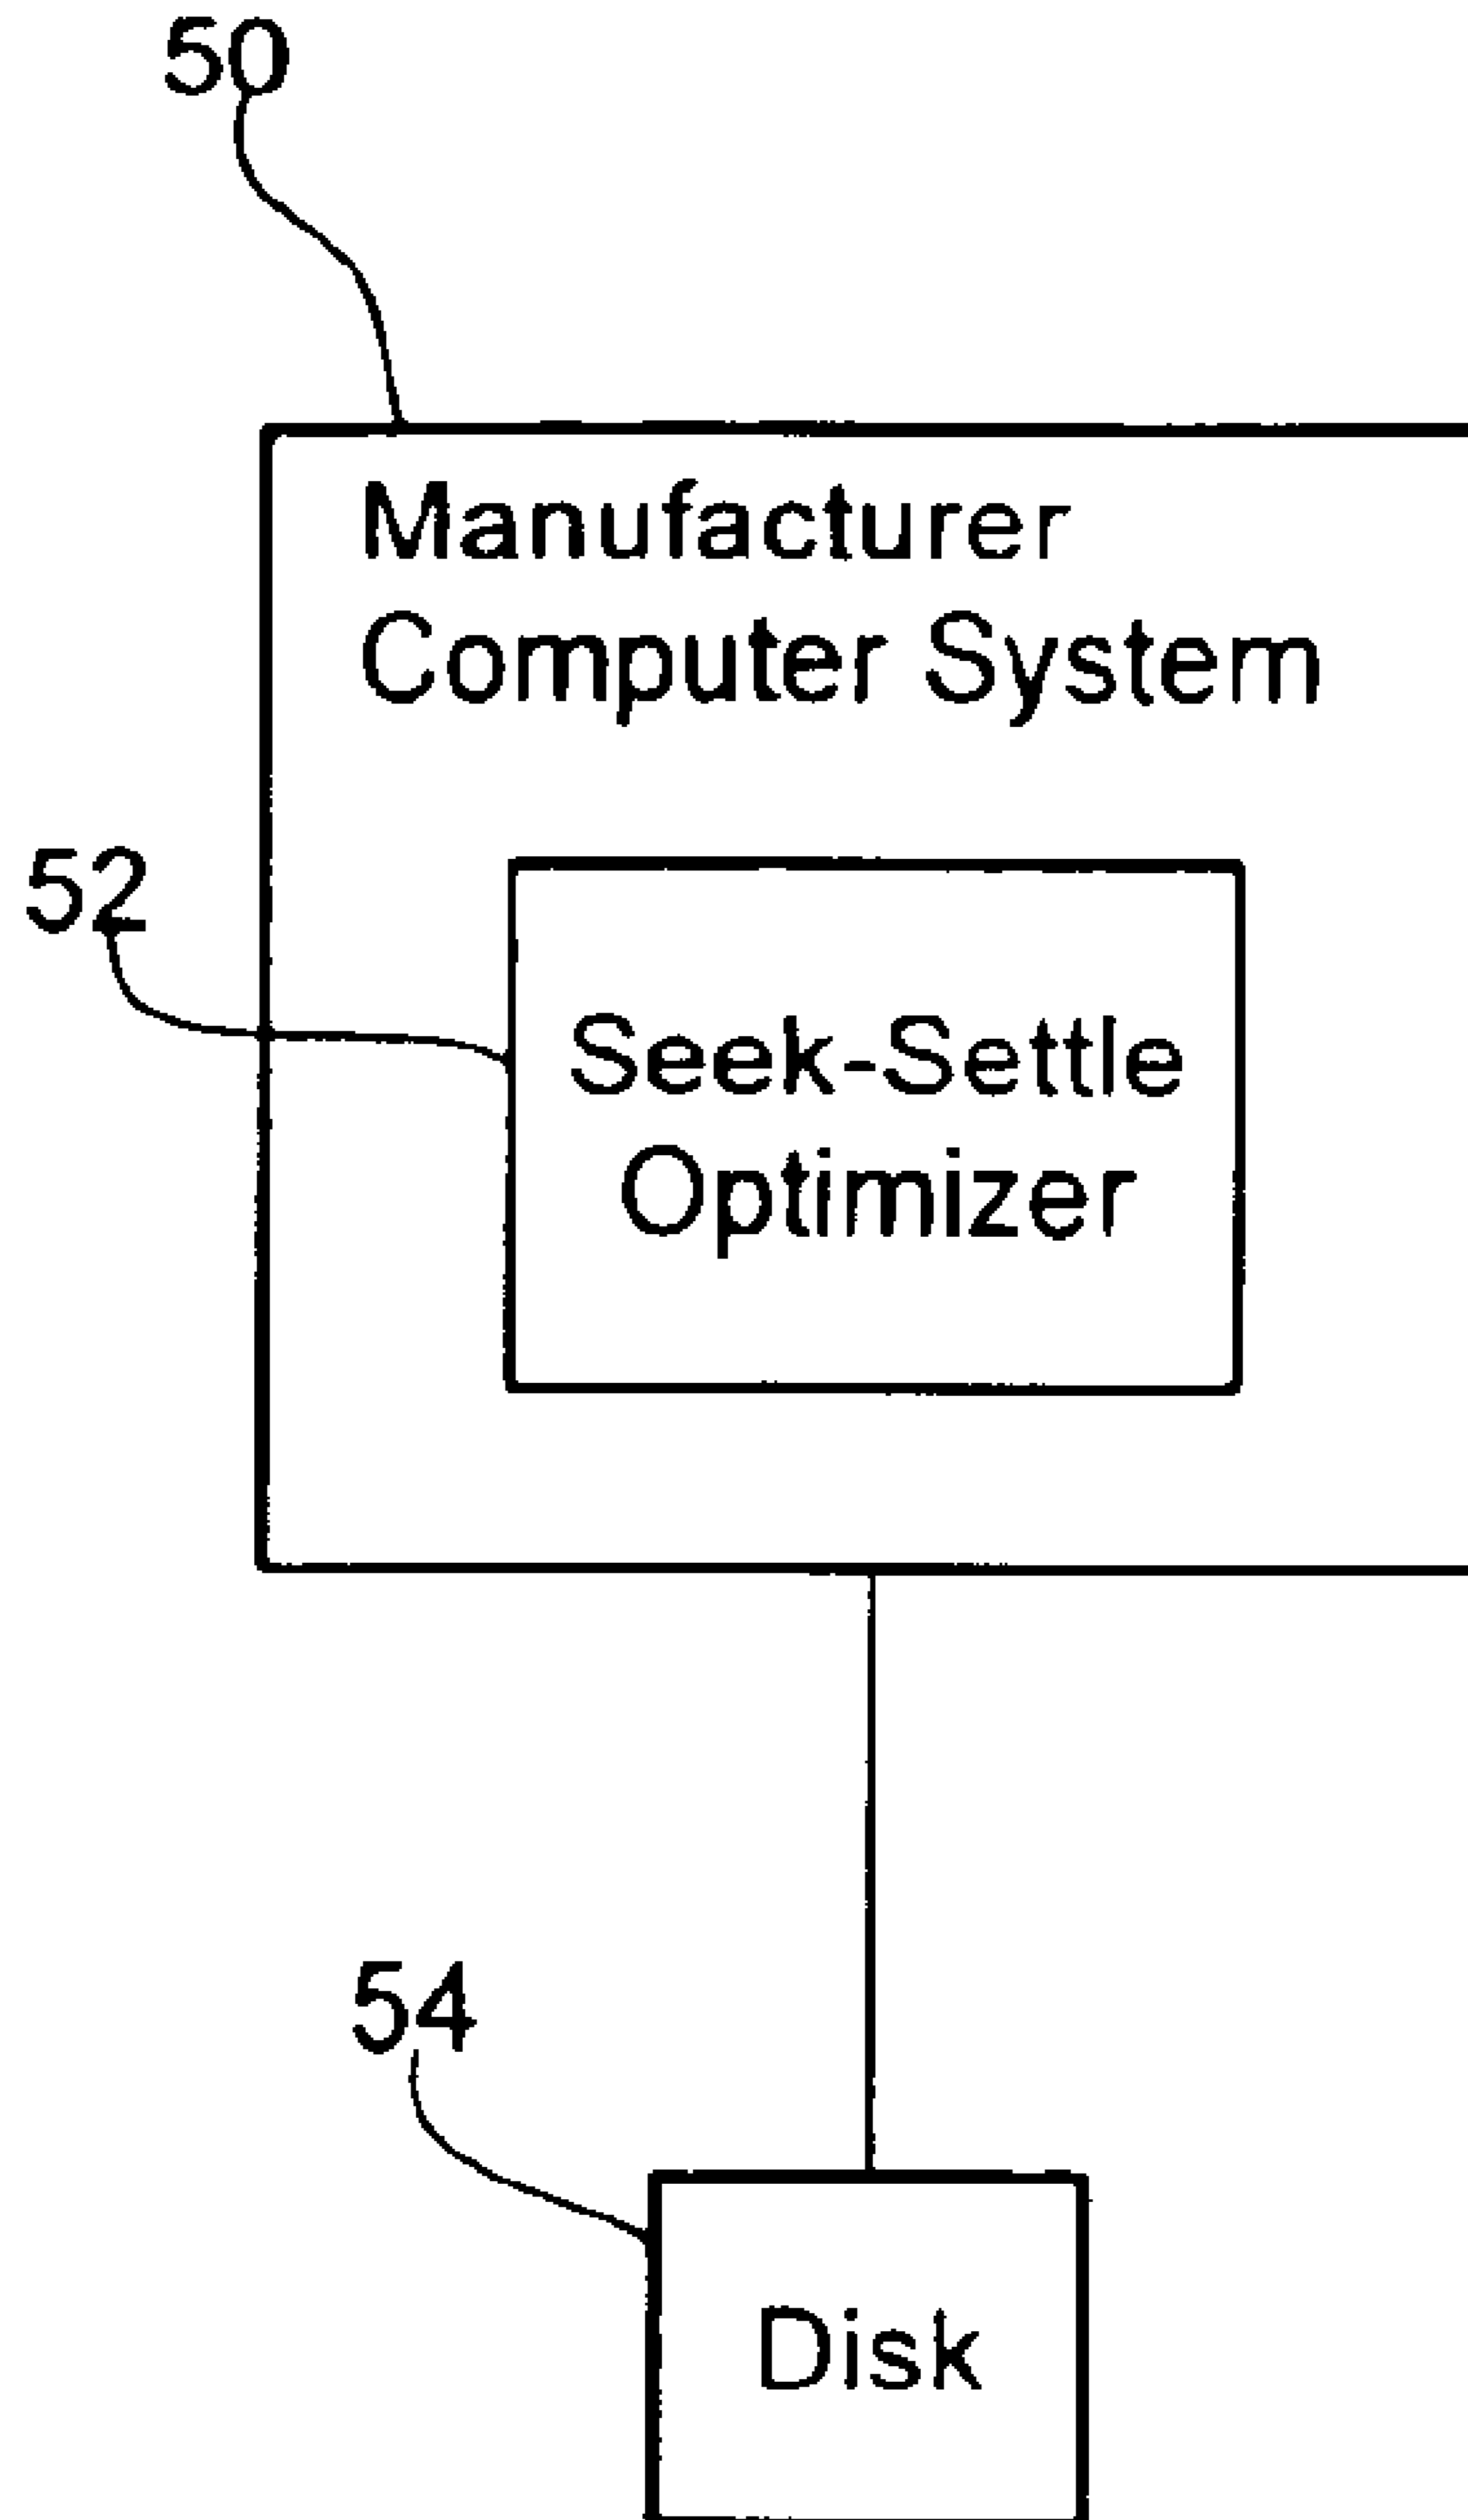 50
Manufacturer
Computer System
52
Seek-Settle
Optimizer
54
Disk